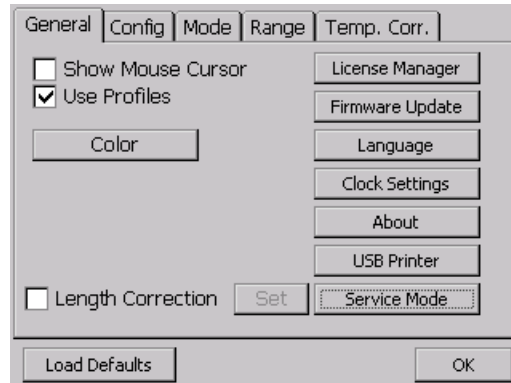 General Config Mode Range Temp. Corr.
Show Mouse Cursor License Manager
Use Profiles Firmware Update
Color Language
Clock Settings
About
USB Printer
Length Correction Set Service Mode
Load Defaults OK